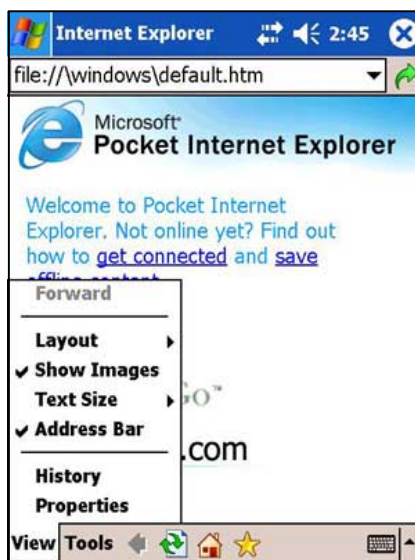 Internet Explorer 2:45
file://\windows\default.htm
Microsoft®
Pocket Internet Explorer
Welcome to Pocket Internet
Explorer. Not online yet? Find out
how to get connected and save
offline content.
Forward
Layout
Show Images
Text Size
Address Bar
.com
History
Properties
View Tools